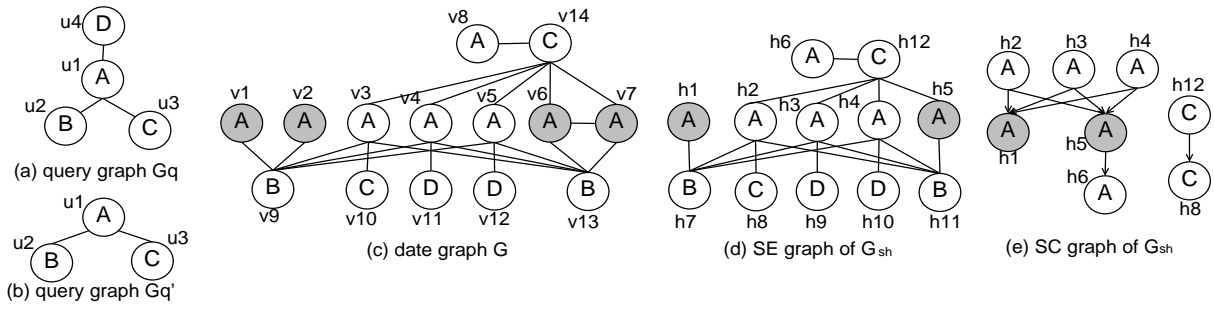 u4 D
u1 A
u2 B
u3 C
(a) query graph Gq
u1 A
u2 B
u3 C
(b) query graph Gq'
v8 A
v14 C
v1 v2 v3 v4 v5 v6 v7
A A A A A A A
B C D D B
v9 v10 v11 v12 v13
(c) date graph G
h6 A
h12 C
h1 h2 h3 h4 h5
A A A A A
B C D D B
h7 h8 h9 h10 h11
(d) SE graph of Gsh
h2 h3 h4
A A A
h12
C
A A
h1 h5
h6 A
C
h8
(e) SC graph of Gsh